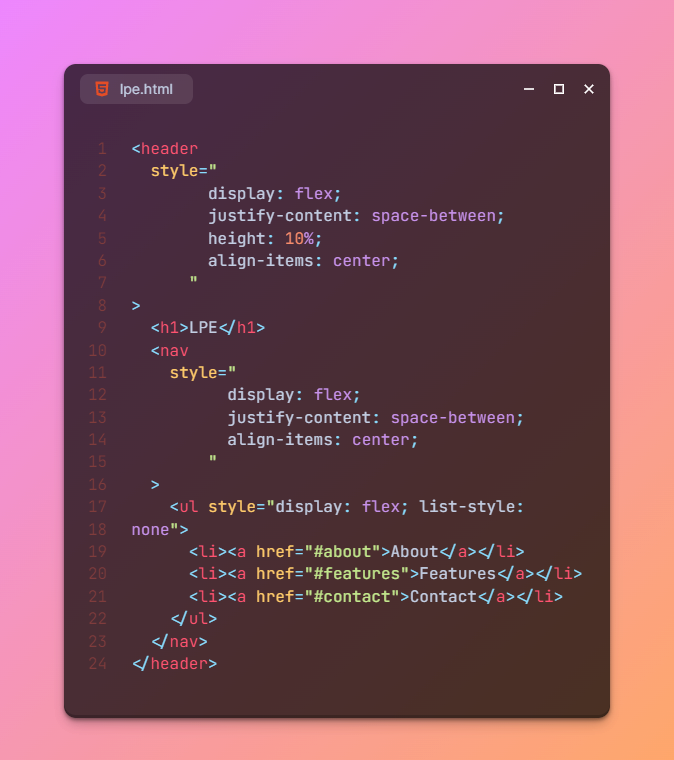 lpe.html
1 <header
2   style="
3         display: flex;
4         justify-content: space-between;
5         height: 10%;
6         align-items: center;
7       "
8 >
9   <h1>LPE</h1>
10   <nav
11     style="
12           display: flex;
13           justify-content: space-between;
14           align-items: center;
15         "
16   >
17     <ul style="display: flex; list-style:
18 none">
19       <li><a href="#about">About</a></li>
20       <li><a href="#features">Features</a></li>
21       <li><a href="#contact">Contact</a></li>
22     </ul>
23   </nav>
24 </header>